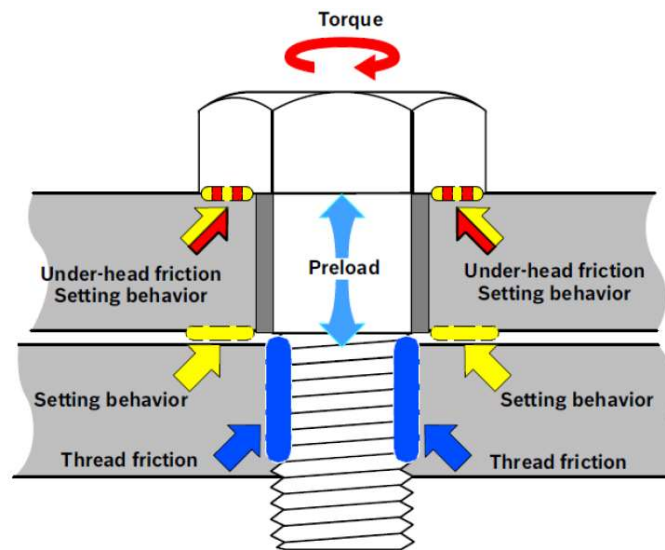 Torque
Preload
Under-head friction
Setting behavior
Under-head friction
Setting behavior
Setting behavior
Setting behavior
Thread friction
Thread friction